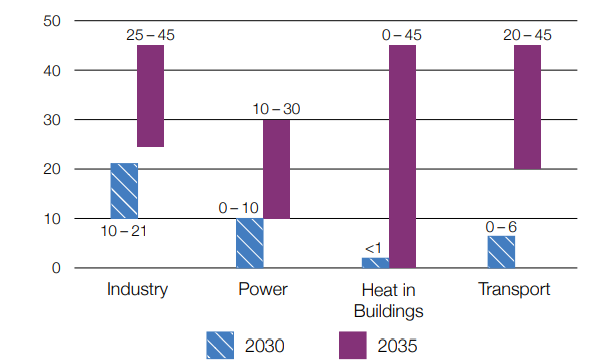 50
25 – 45
0 – 45
20 – 45
40
10 – 30
30
20
0 – 10
10
10 – 21
<1
0 – 6
0
Industry
Power
Heat in
Buildings
Transport
2030
2035